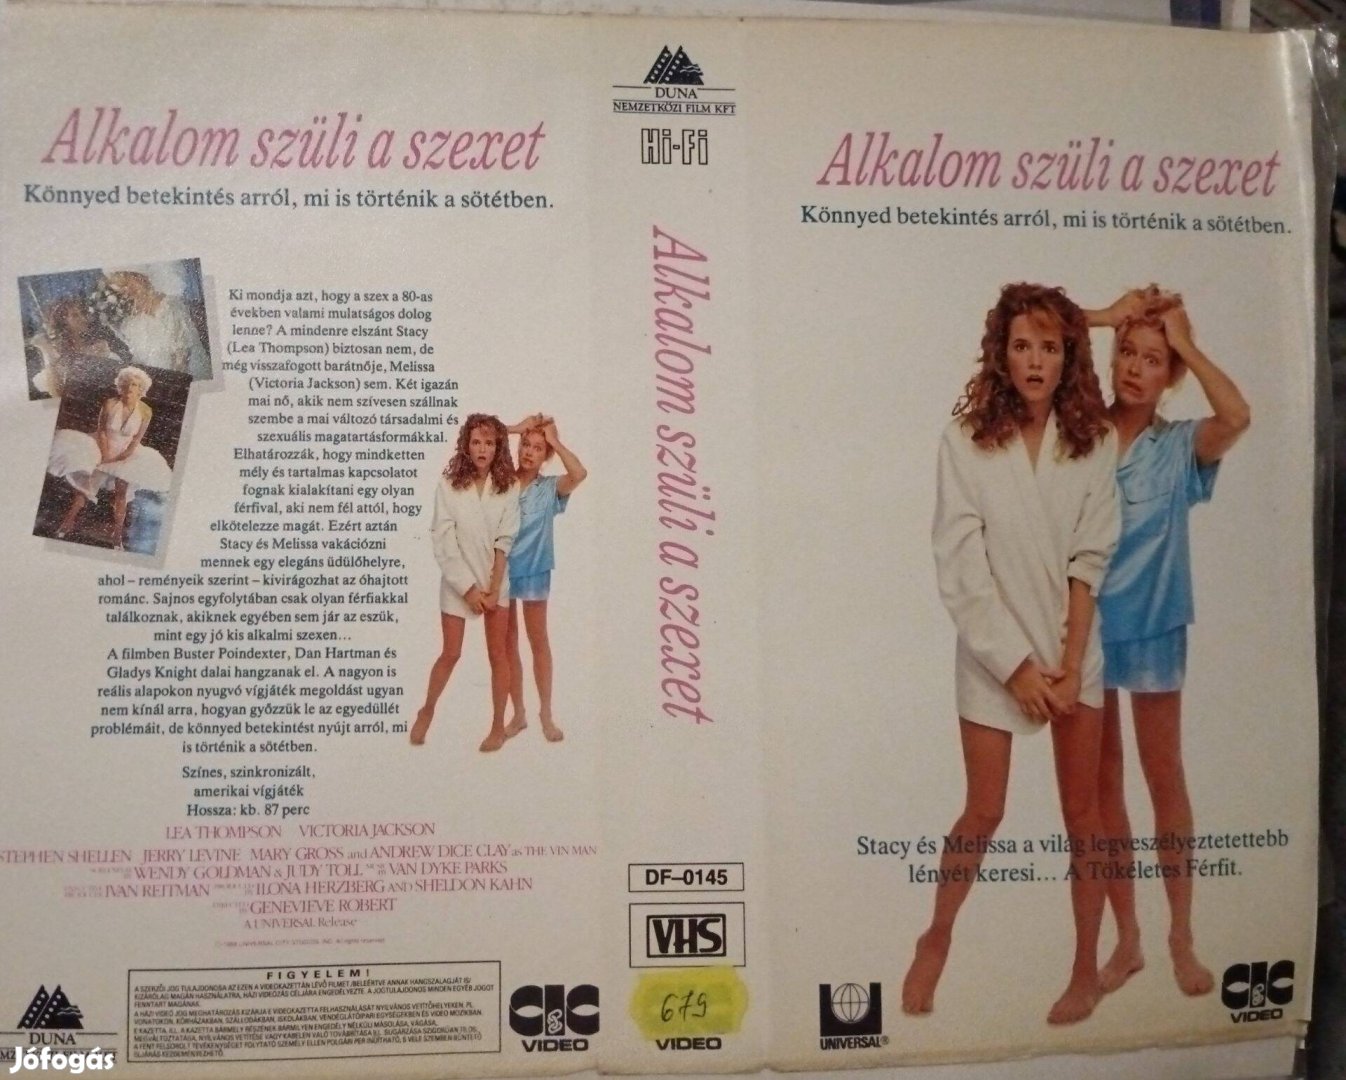 Alkalom szüli a szexet
Könnyed betekintés arról, mi is történik a sötétben.
Ki mondja azt, hogy a szex a 80-as
években valami mulatságos dolog
lenne? A mindenre elszánt Stacy
(Lea Thompson) biztosan nem, de
még visszafogott barátnője, Melissa
(Victoria Jackson) sem. Két igazán
mai nő, akik nem szívesen szállnak
szembe a mai változó társadalmi és
szexuális magatartásformákkal.
Elhatározzák, hogy mindketten
mély és tartalmas kapcsolatot
fognak kialakítani egy olyan
férfival, aki nem fél attól, hogy
elkötelezze magát. Ezért aztán
Stacy és Melissa vakációzni
mennek egy elegáns üdülőhelyre,
ahol – reményeik szerint – kivirágozhat az óhajtott
románc. Sajnos egyfolytában csak olyan férfiakkal
találkoznak, akiknek egyében sem jár az eszük,
mint egy jó kis alkalmi szexen...
A filmben Buster Poindexter, Dan Hartman és
Gladys Knight dalai hangzanak el. A nagyon is
reális alapokon nyugvó vígjáték megoldást ugyan
nem kínál arra, hogyan győzzük le az egyedüllét
problémáit, de könnyed betekintést nyújt arról, mi
is történik a sötétben.
Színes, szinkronizált,
amerikai vígjáték
Hossza: kb. 87 perc
LEA THOMPSON VICTORIA JACKSON
STEPHEN SHELLEN JERRY LEVINE MARY GROSS and ANDREW DICE CLAY as THE VIN MAN
WENDY GOLDMAN & JUDY TOLL VAN DYKE PARKS
IVAN REITMAN ILONA HERZBERG AND SHELDON KAHN
GENEVIEVE ROBERT
A UNIVERSAL Release
DUNA
FIGYELEM!
CIC
VIDEO
Jófogás
DUNA
NEMZETKÖZI FILM KFT
Hi-Fi
Alkalom szüli a szexet
DF-0145
VHS
679
VIDEO
Alkalom szüli a szexet
Könnyed betekintés arról, mi is történik a sötétben.
Stacy és Melissa a világ legveszélyeztetettebb
lényét keresi... A Tökéletes Férfit.
UNIVERSAL®
CIC
VIDEO